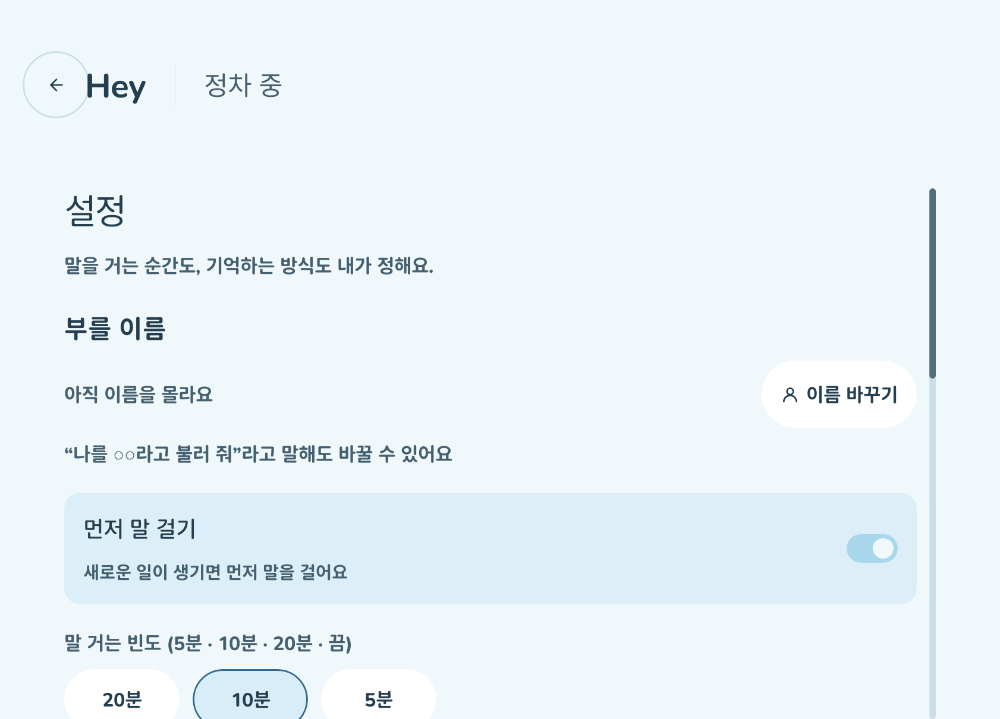 Hey
정차 중
설정
말을 거는 순간도, 기억하는 방식도 내가 정해요.
부를 이름
아직 이름을 몰라요
이름 바꾸기
“나를 ○○라고 불러 줘”라고 말해도 바꿀 수 있어요
먼저 말 걸기
새로운 일이 생기면 먼저 말을 걸어요
말 거는 빈도 (5분 · 10분 · 20분 · 끔)
20분
10분
5분